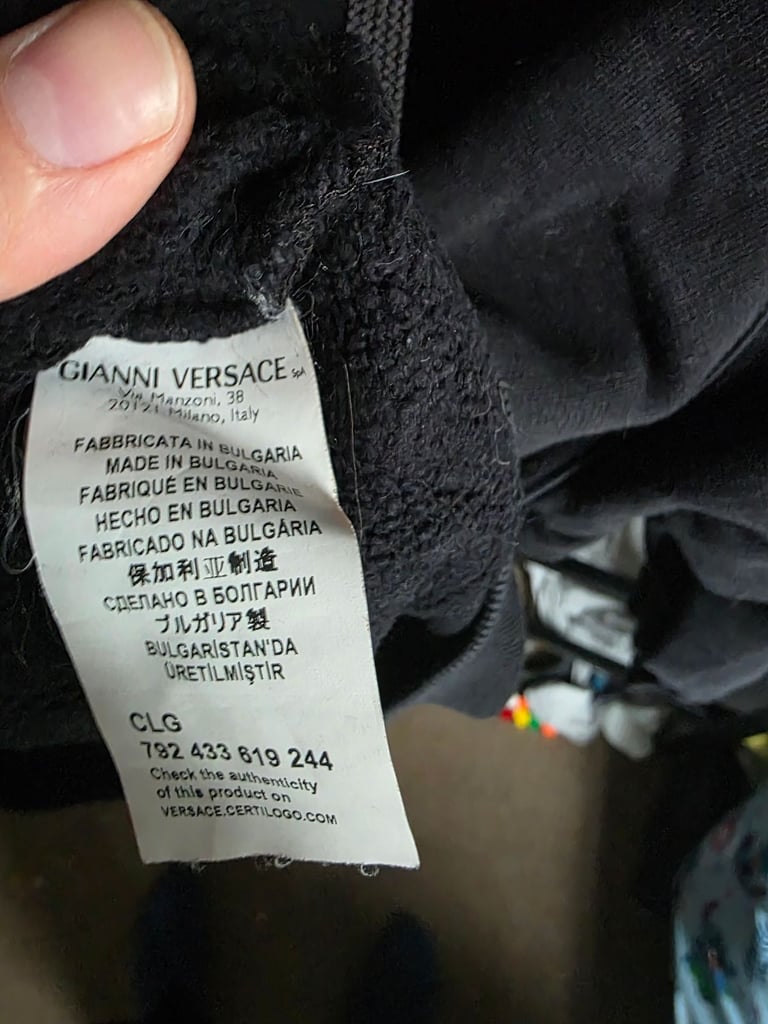 GIANNI VERSACE SpA
Via Manzoni, 38
20121 Milano, Italy
FABBRICATA IN BULGARIA
MADE IN BULGARIA
FABRIQUÉ EN BULGARIE
HECHO EN BULGARIA
FABRICADO NA BULGÁRIA
保加利亚制造
СДЕЛАНО В БОЛГАРИИ
ブルガリア製
BULGARİSTAN'DA
ÜRETİLMİŞTİR
CLG
792 433 619 244
Check the authenticity
of this product on
VERSACE.CERTILOGO.COM